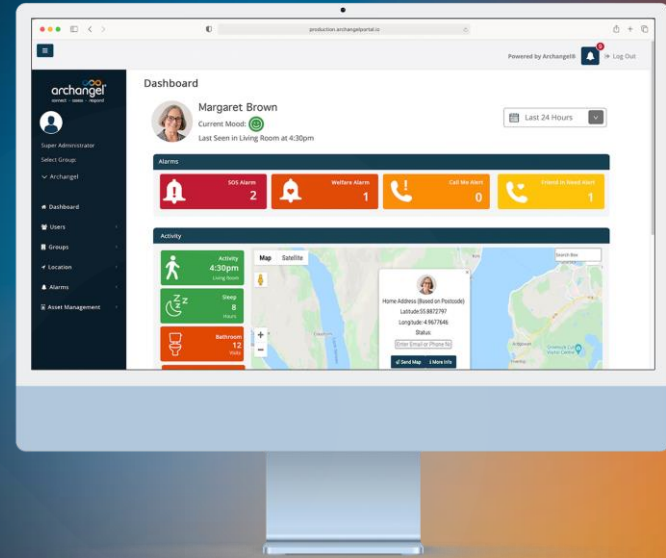 production.archangelportal.io
Powered by Archangel®
Log Out
archangel
connect - assess - respond
Super Administrator
Select Group:
Archangel
Dashboard
Users
Groups
Location
Alarms
Asset Management
Dashboard
Margaret Brown
Current Mood:
Last Seen in Living Room at 4:30pm
Last 24 Hours
Alarms
SOS Alarm
2
Welfare Alarm
1
Call Me Alert
0
Friend in Need Alert
1
Activity
Activity
4:30pm
Living Room
Sleep
8
Hours
Bathroom
12
Visits
Map Satellite
Search Box
Home Address (Based on Postcode)
Latitude:55.8872797
Longitude:-4.9677646
Status:
Enter Email or Phone N
Send Map
More Info